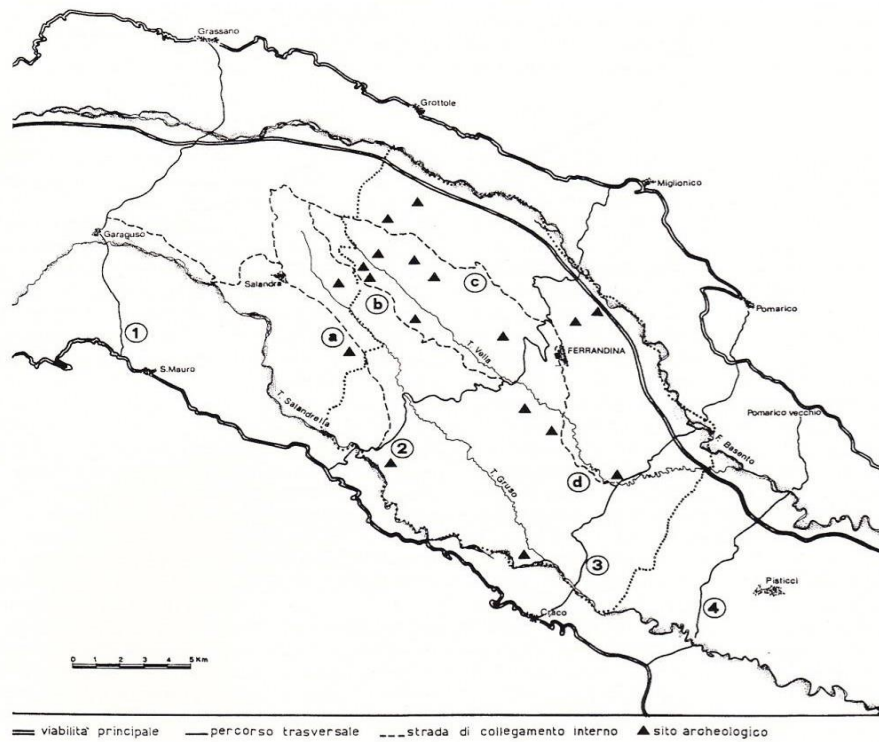 Grassano
Grottole
Miglionico
Garaguso
Salandra
c
b
Pomarico
1
a
T. Vella
FERRANDINA
S.Mauro
T. Salandrella
Pomarico vecchio
2
F. Basento
T. Gruso
d
3
Pisticci
4
Craco
0 1 2 3 4 5 Km
viabilità principale percorso trasversale strada di collegamento interno sito archeologico